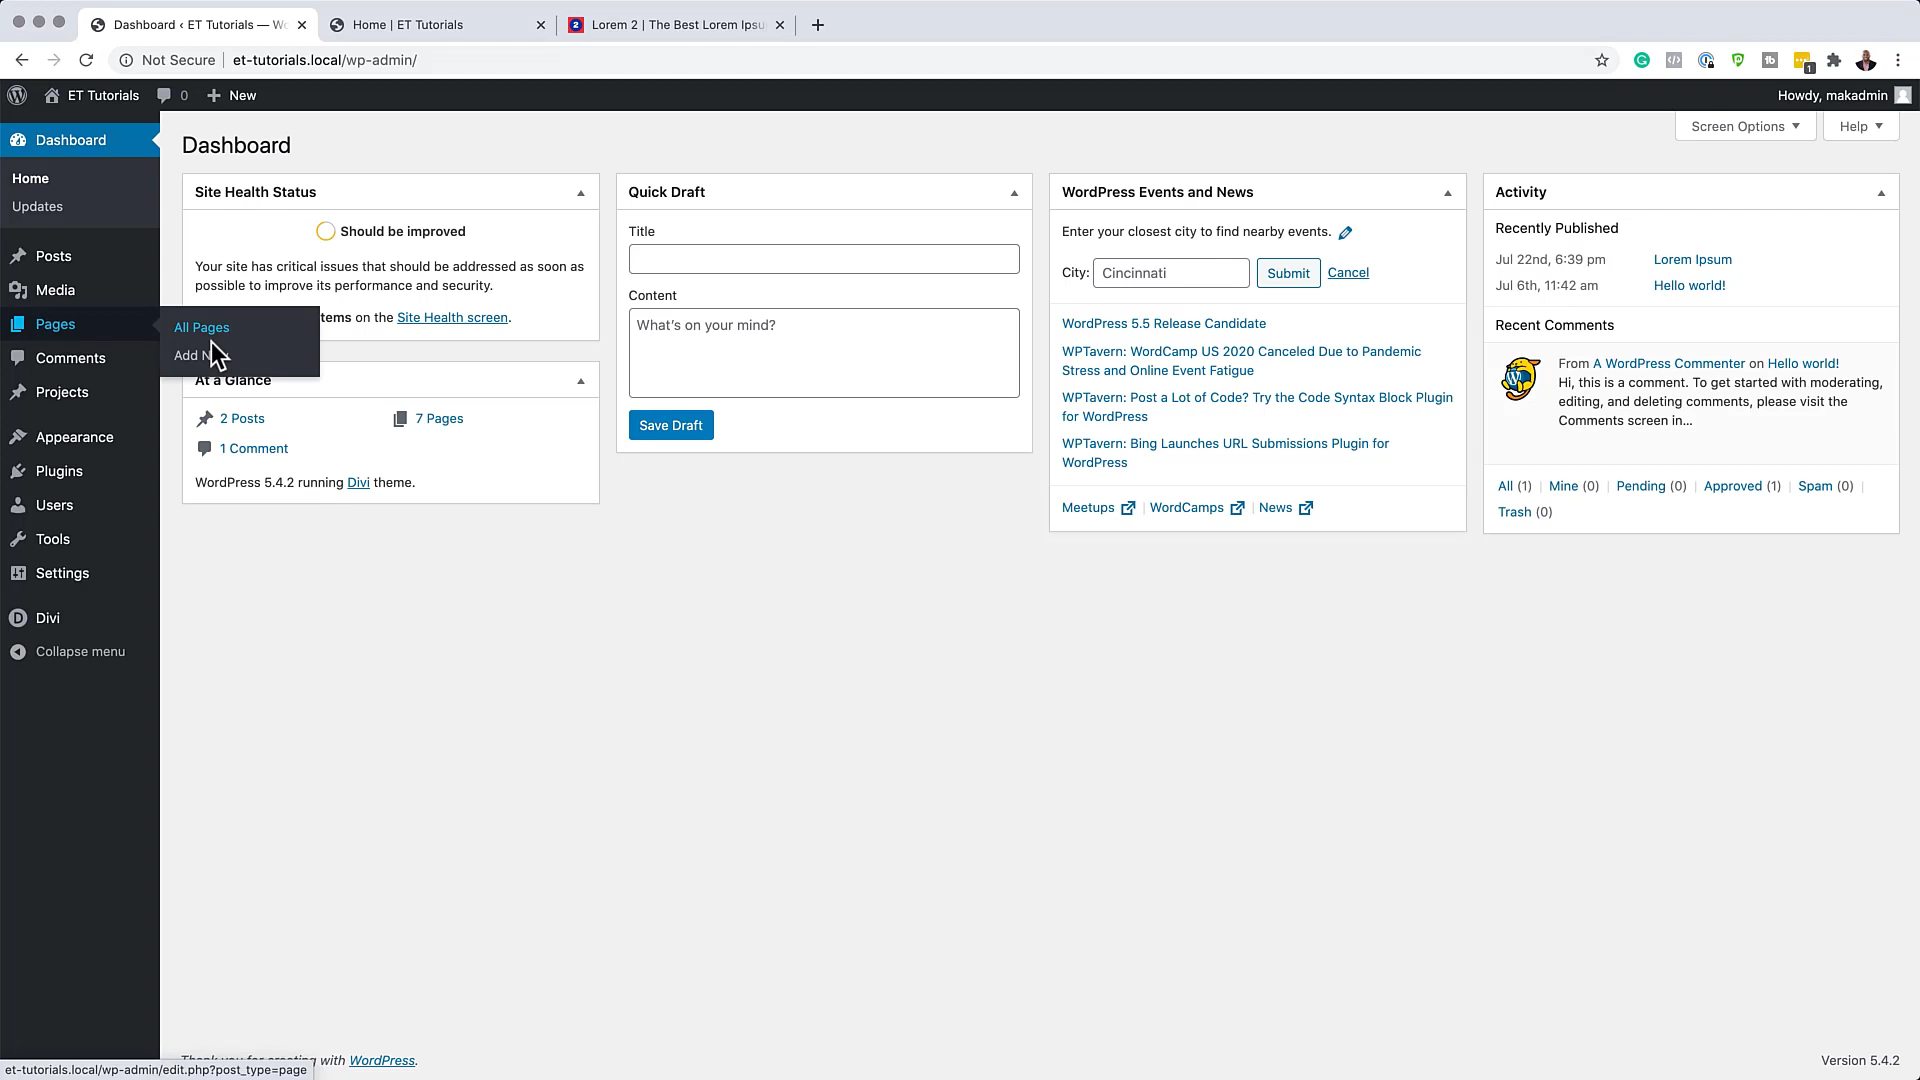 Dashboard ‹ ET Tutorials — Wo
Home | ET Tutorials
2
Lorem 2 | The Best Lorem Ipsu
Not Secure
et-tutorials.local/wp-admin/
1
ET Tutorials
0
New
Howdy, makadmin
Screen Options
Help
Dashboard
Home
Updates
Posts
Media
Pages
Comments
Projects
Appearance
Plugins
Users
Tools
Settings
Divi
Collapse menu
All Pages
Add
Dashboard
Site Health Status
Should be improved
Your site has critical issues that should be addressed as soon as
possible to improve its performance and security.
tems on the Site Health screen.
At a Glance
2 Posts
7 Pages
1 Comment
WordPress 5.4.2 running Divi theme.
Quick Draft
Title
Content
What's on your mind?
Save Draft
WordPress Events and News
Enter your closest city to find nearby events.
City:
Cincinnati
Submit
Cancel
WordPress 5.5 Release Candidate
WPTavern: WordCamp US 2020 Canceled Due to Pandemic
Stress and Online Event Fatigue
WPTavern: Post a Lot of Code? Try the Code Syntax Block Plugin
for WordPress
WPTavern: Bing Launches URL Submissions Plugin for
WordPress
Meetups | WordCamps | News
Activity
Recently Published
Jul 22nd, 6:39 pm
Lorem Ipsum
Jul 6th, 11:42 am
Hello world!
Recent Comments
From A WordPress Commenter on Hello world!
Hi, this is a comment. To get started with moderating,
editing, and deleting comments, please visit the
Comments screen in…
All (1) | Mine (0) | Pending (0) | Approved (1) | Spam (0) |
Trash (0)
Thank you for creating with WordPress.
Version 5.4.2
et-tutorials.local/wp-admin/edit.php?post_type=page